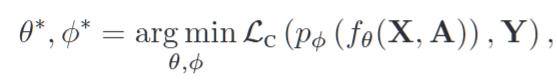 θ*, ϕ* = arg min_{θ,ϕ} ℒ_C (p_ϕ (f_θ(𝐗, 𝐀)) , 𝐘) ,